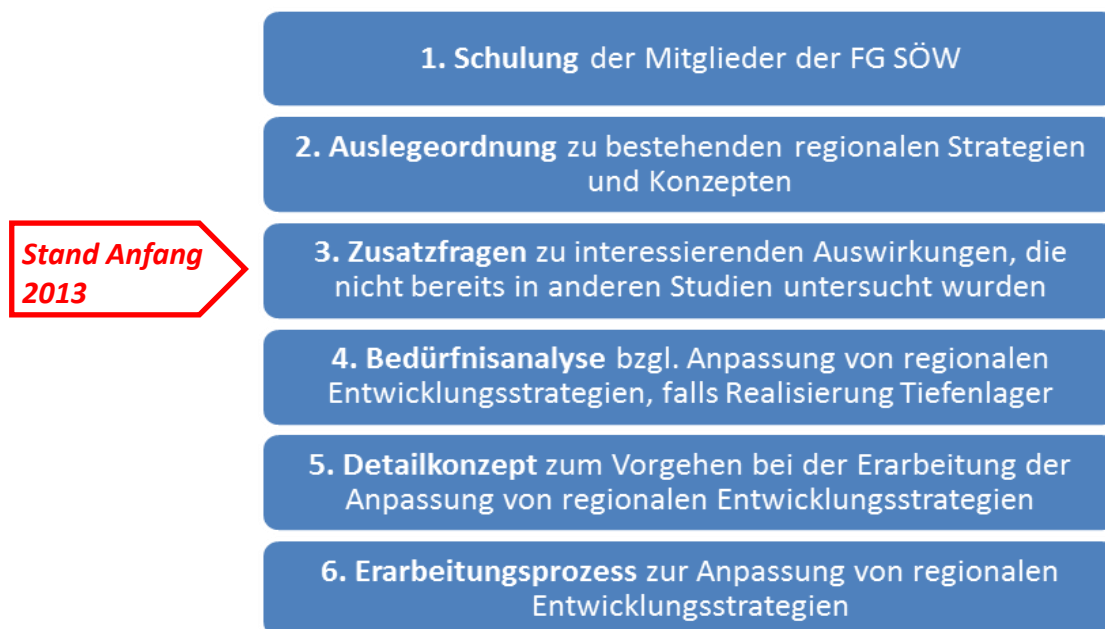 1. Schulung der Mitglieder der FG SÖW
2. Auslegeordnung zu bestehenden regionalen Strategien
und Konzepten
Stand Anfang
2013
3. Zusatzfragen zu interessierenden Auswirkungen, die
nicht bereits in anderen Studien untersucht wurden
4. Bedürfnisanalyse bzgl. Anpassung von regionalen
Entwicklungsstrategien, falls Realisierung Tiefenlager
5. Detailkonzept zum Vorgehen bei der Erarbeitung der
Anpassung von regionalen Entwicklungsstrategien
6. Erarbeitungsprozess zur Anpassung von regionalen
Entwicklungsstrategien